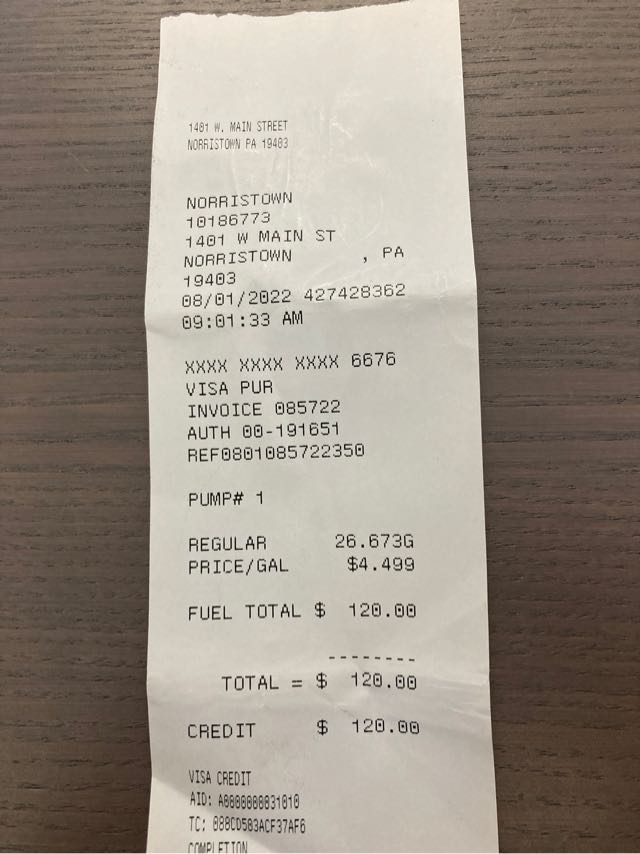 1401 W. MAIN STREET
NORRISTOWN PA 19403
NORRISTOWN
10186773
1401 W MAIN ST
NORRISTOWN , PA
19403
08/01/2022 427428362
09:01:33 AM
XXXX XXXX XXXX 6676
VISA PUR
INVOICE 085722
AUTH 00-191651
REF0801085722350
PUMP# 1
REGULAR 26.673G
PRICE/GAL $4.499
FUEL TOTAL $ 120.00
--------
TOTAL = $ 120.00
CREDIT $ 120.00
VISA CREDIT
AID: A0000000031010
TC: 088CD503ACF37AF6
COMPLETION